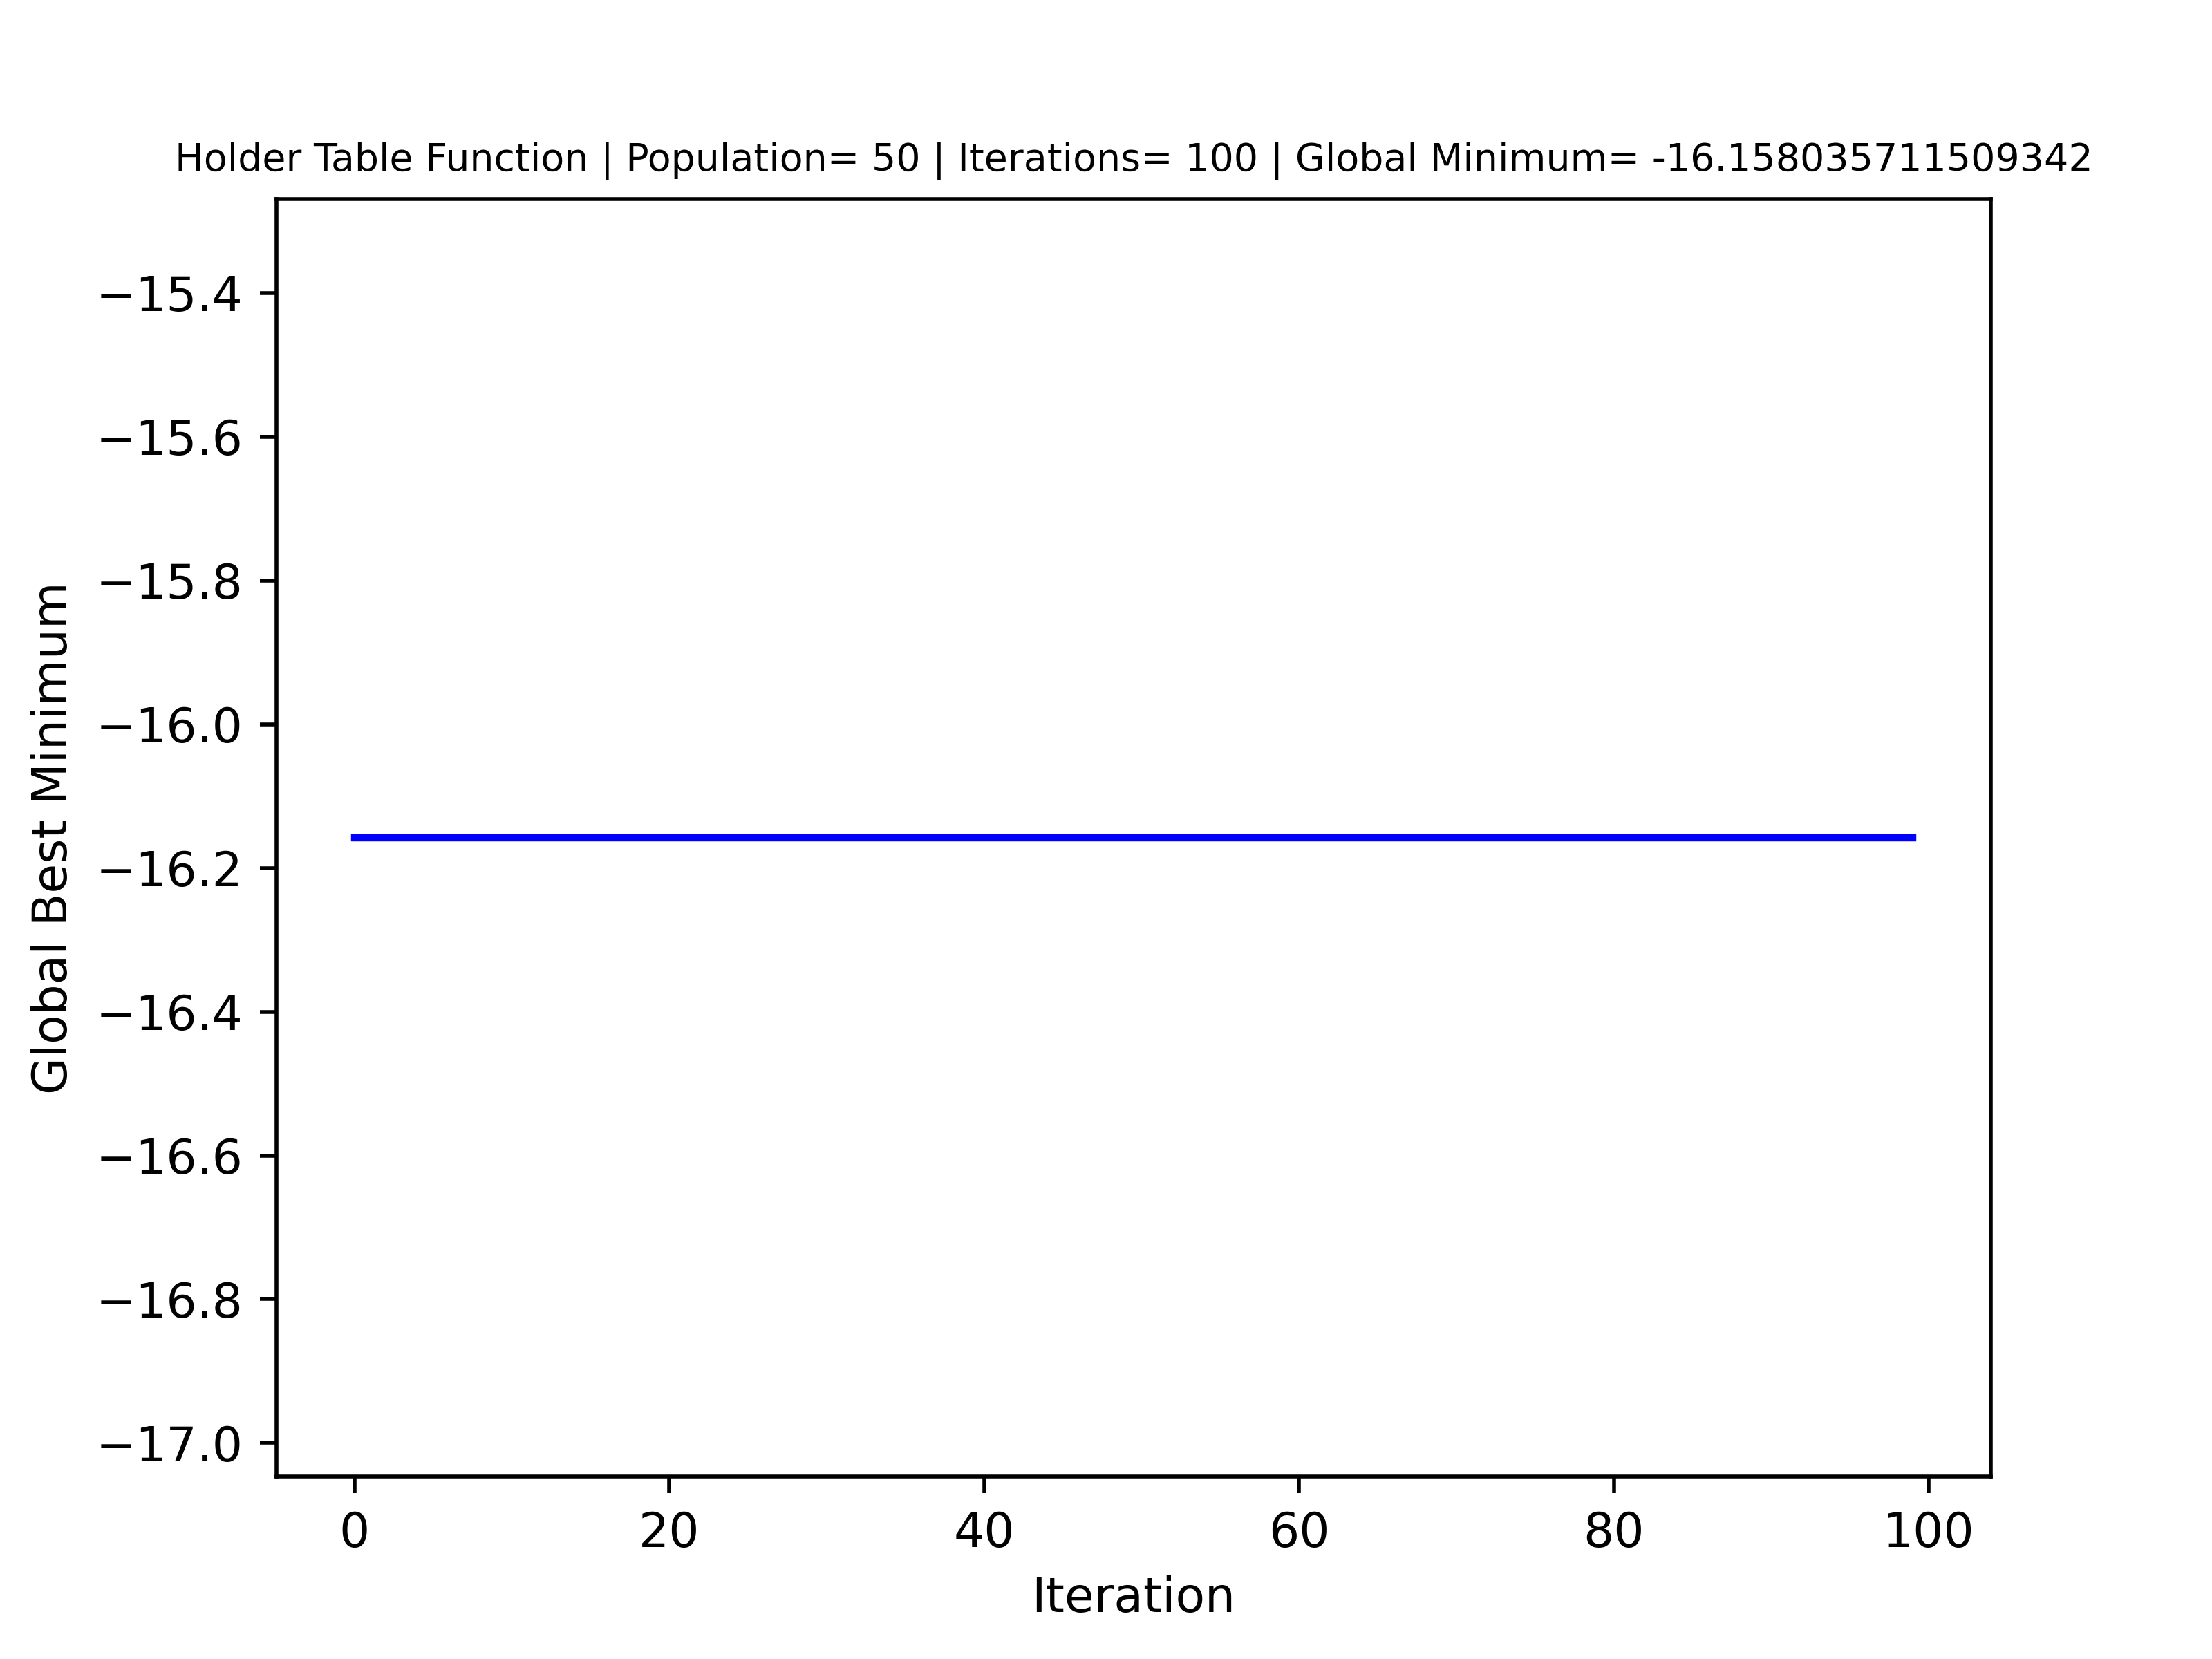 Holder Table Function | Population= 50 | Iterations= 100 | Global Minimum= -16.158035711509342
Global Best Minimum
−15.4
−15.6
−15.8
−16.0
−16.2
−16.4
−16.6
−16.8
−17.0
0 20 40 60 80 100
Iteration